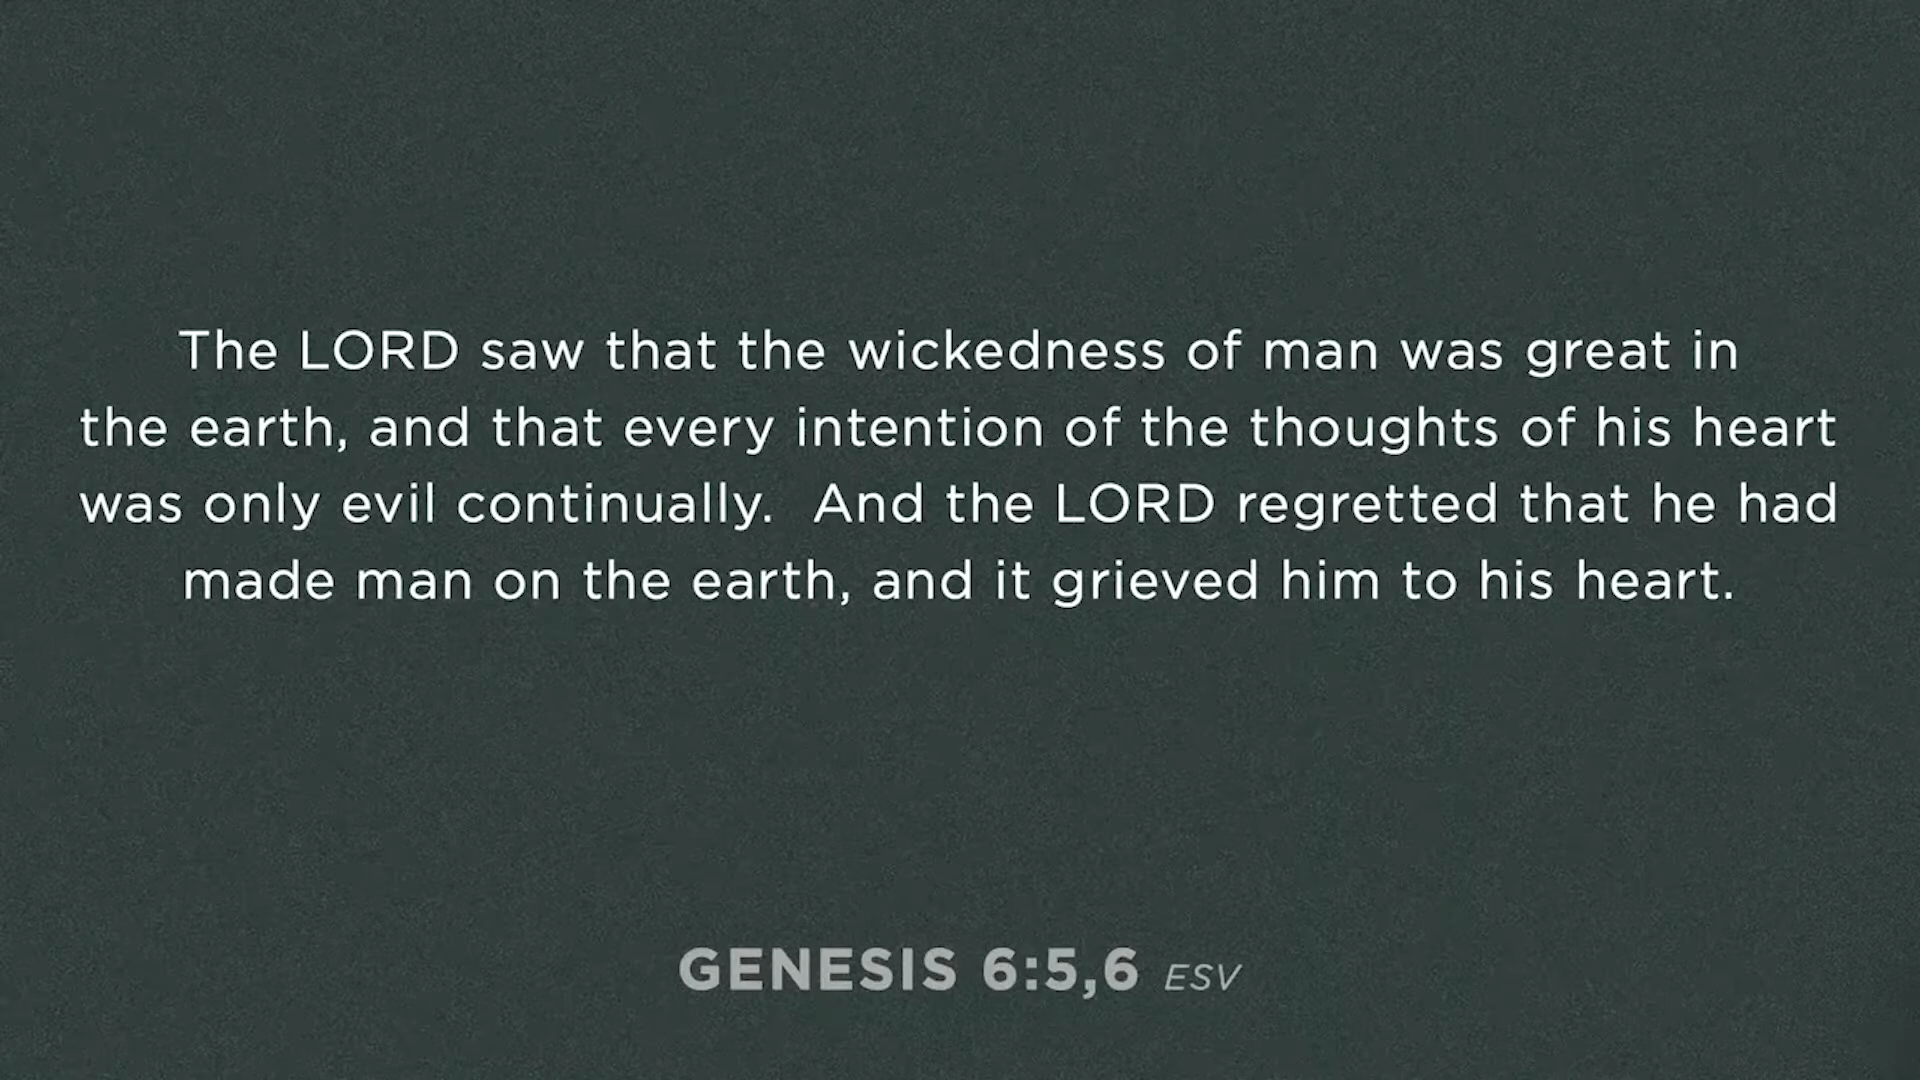 The LORD saw that the wickedness of man was great in
the earth, and that every intention of the thoughts of his heart
was only evil continually.  And the LORD regretted that he had
made man on the earth, and it grieved him to his heart.
GENESIS 6:5,6 ESV